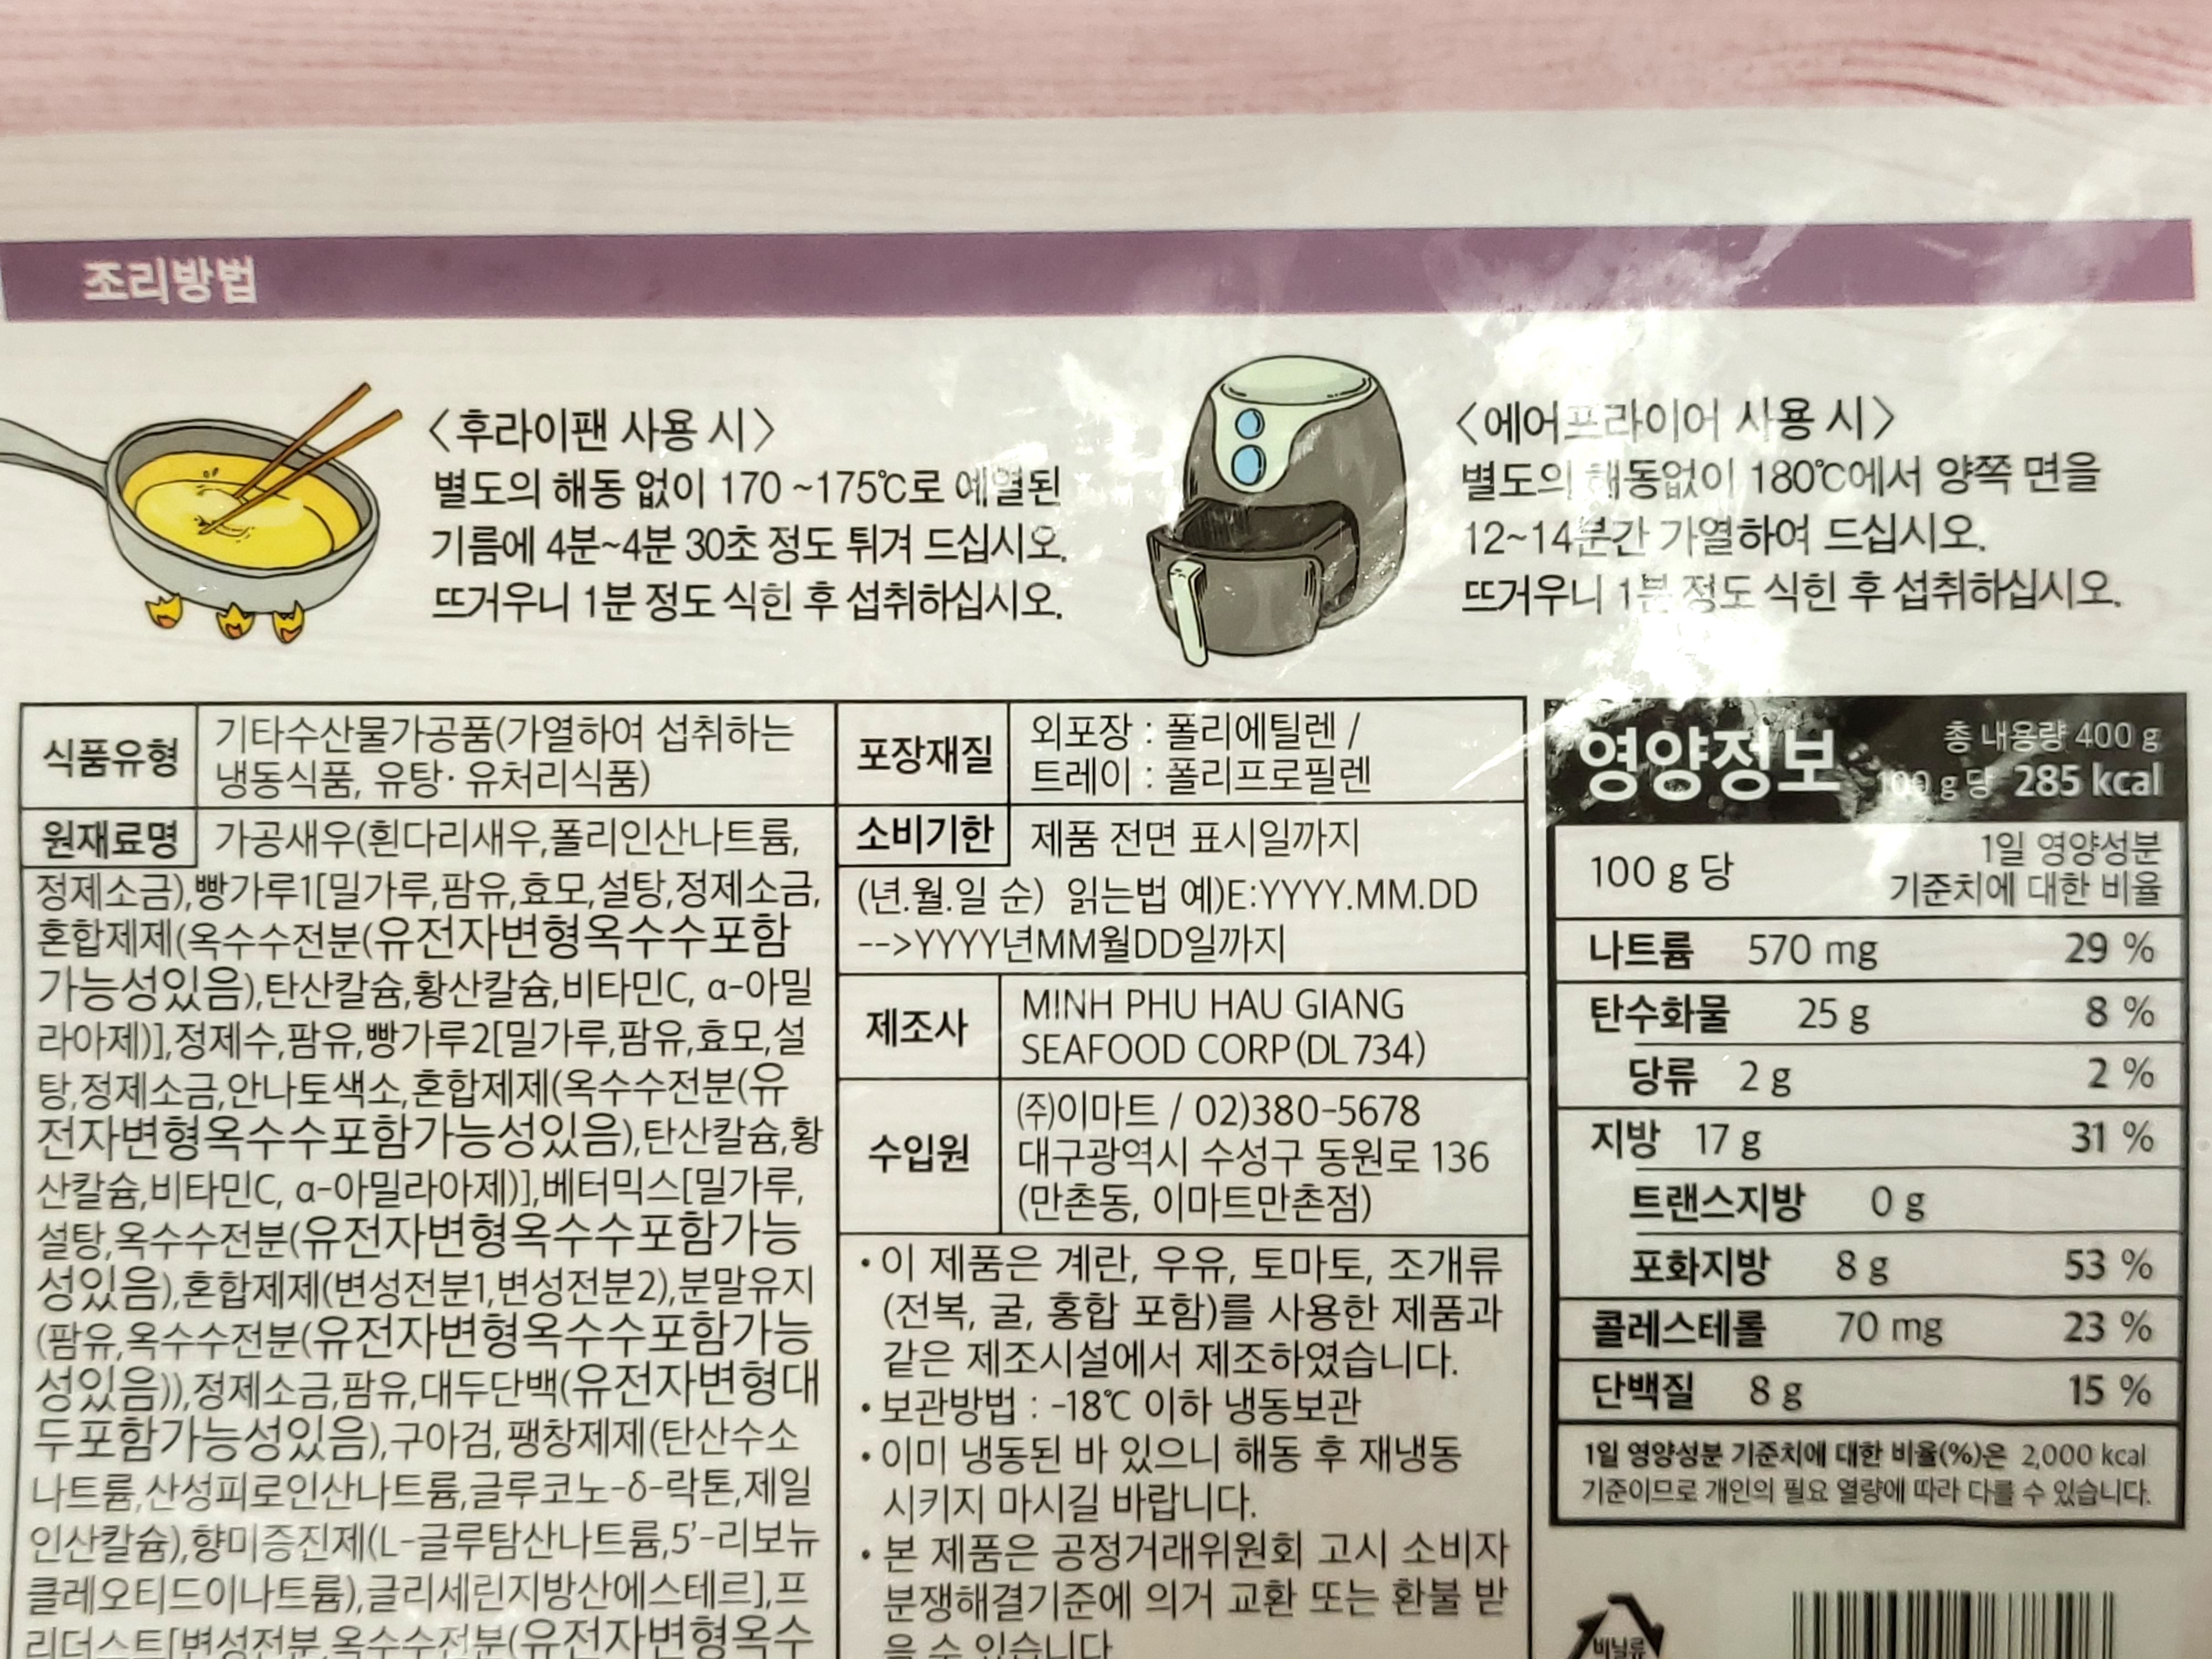 조리방법
<후라이팬 사용 시>
별도의 해동 없이 170 ~175℃로 예열된
기름에 4분~4분 30초 정도 튀겨 드십시오.
뜨거우니 1분 정도 식힌 후 섭취하십시오.
<에어프라이어 사용 시>
별도의 해동없이 180℃에서 양쪽 면을
12~14분간 가열하여 드십시오.
뜨거우니 1분 정도 식힌 후 섭취하십시오.
식품유형
기타수산물가공품(가열하여 섭취하는
냉동식품, 유탕· 유처리식품)
원재료명 가공새우(흰다리새우,폴리인산나트륨,
정제소금),빵가루1[밀가루,팜유,효모,설탕,정제소금,
혼합제제(옥수수전분(유전자변형옥수수포함
가능성있음),탄산칼슘,황산칼슘,비타민C, α-아밀
라아제)],정제수,팜유,빵가루2[밀가루,팜유,효모,설
탕,정제소금,안나토색소,혼합제제(옥수수전분(유
전자변형옥수수포함가능성있음),탄산칼슘,황
산칼슘,비타민C, α-아밀라아제)],베터믹스[밀가루,
설탕,옥수수전분(유전자변형옥수수포함가능
성있음),혼합제제(변성전분1,변성전분2),분말유지
(팜유,옥수수전분(유전자변형옥수수포함가능
성있음)),정제소금,팜유,대두단백(유전자변형대
두포함가능성있음),구아검,팽창제제(탄산수소
나트륨,산성피로인산나트륨,글루코노-δ-락톤,제일
인산칼슘),향미증진제(L-글루탐산나트륨,5'-리보뉴
클레오티드이나트륨),글리세린지방산에스테르],프
리더스트[변성전분,옥수수전분(유전자변형옥수
포장재질
외포장 : 폴리에틸렌 /
트레이 : 폴리프로필렌
소비기한 제품 전면 표시일까지
(년.월.일 순) 읽는법 예)E:YYYY.MM.DD
-->YYYY년MM월DD일까지
제조사
MINH PHU HAU GIANG
SEAFOOD CORP(DL 734)
수입원
(주)이마트 / 02)380-5678
대구광역시 수성구 동원로 136
(만촌동, 이마트만촌점)
• 이 제품은 계란, 우유, 토마토, 조개류
(전복, 굴, 홍합 포함)를 사용한 제품과
같은 제조시설에서 제조하였습니다.
• 보관방법 : -18℃ 이하 냉동보관
• 이미 냉동된 바 있으니 해동 후 재냉동
시키지 마시길 바랍니다.
• 본 제품은 공정거래위원회 고시 소비자
분쟁해결기준에 의거 교환 또는 환불 받
을 수 있습니다
영양정보
총 내용량 400 g
100 g 당 285 kcal
100 g 당
1일 영양성분
기준치에 대한 비율
나트륨 570 mg 29 %
탄수화물 25 g 8 %
당류 2 g 2 %
지방 17 g 31 %
트랜스지방 0 g
포화지방 8 g 53 %
콜레스테롤 70 mg 23 %
단백질 8 g 15 %
1일 영양성분 기준치에 대한 비율(%)은 2,000 kcal
기준이므로 개인의 필요 열량에 따라 다를 수 있습니다.
비닐류